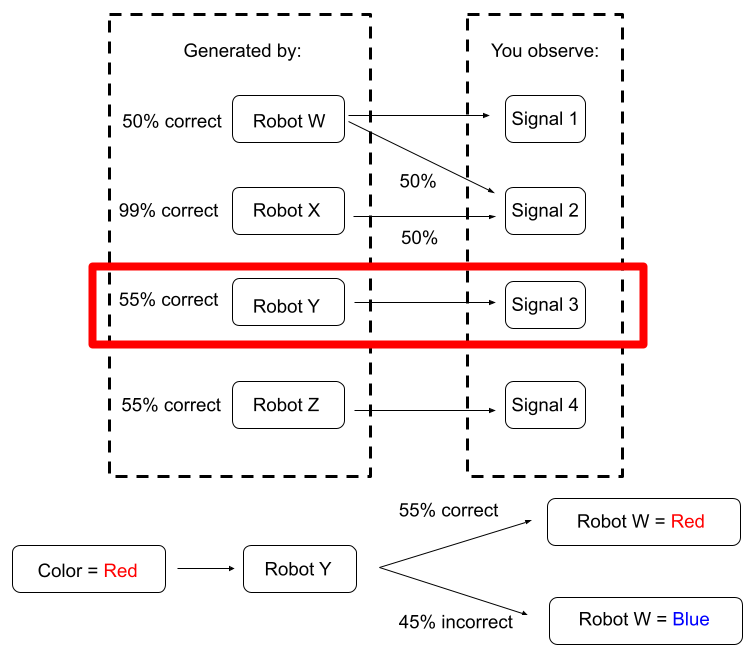 Generated by:
You observe:
50% correct
Robot W
Signal 1
50%
99% correct
Robot X
Signal 2
50%
55% correct
Robot Y
Signal 3
55% correct
Robot Z
Signal 4
55% correct
Robot W = Red
Color = Red
Robot Y
45% incorrect
Robot W = Blue